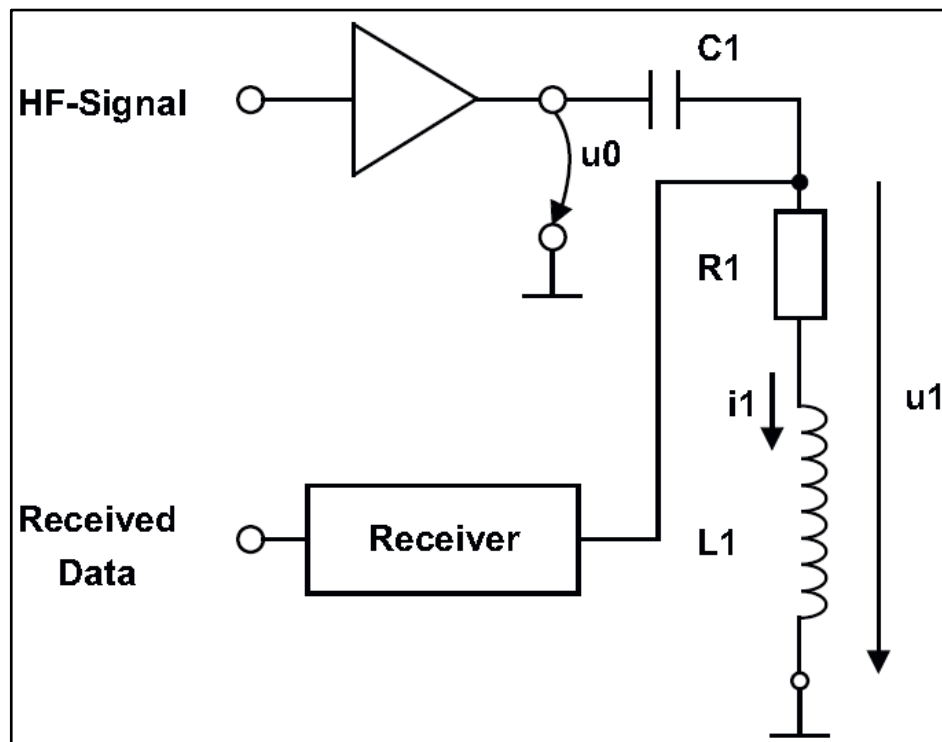 C1
HF-Signal
u0
R1
i1
u1
Received
Data
Receiver
L1